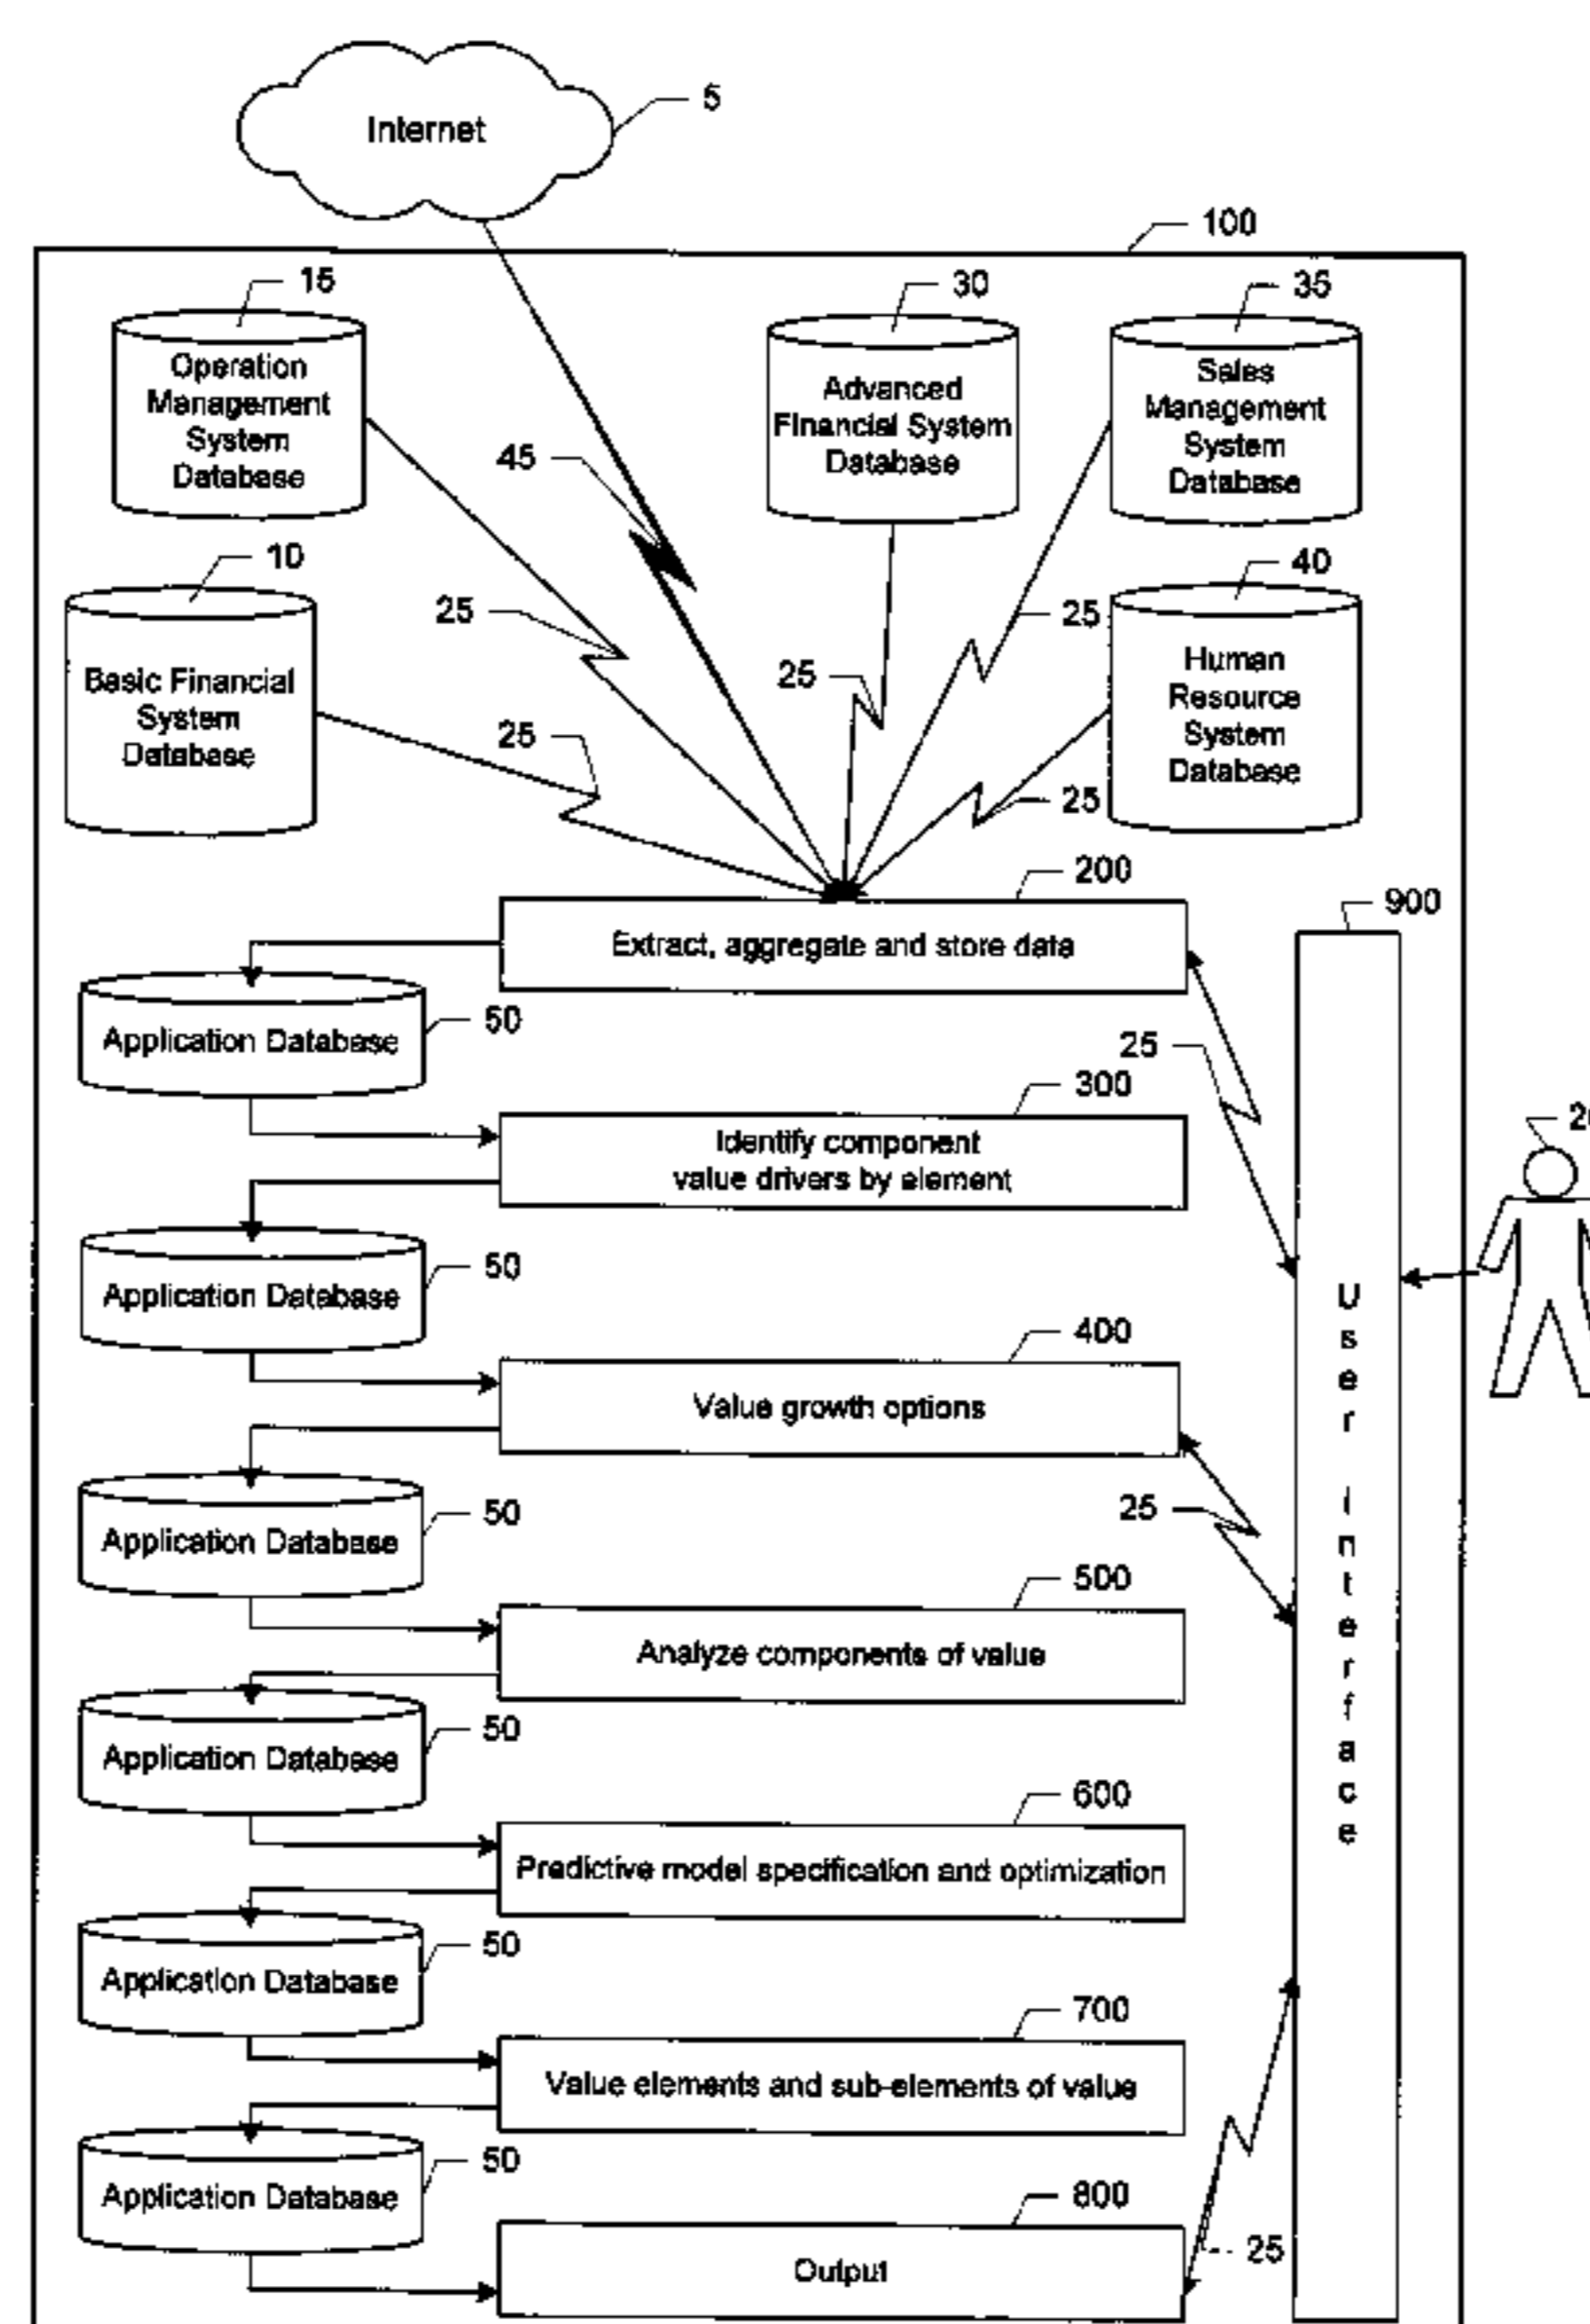 Internet
5
100
15
Operation
Management
System
Database
30
Advanced
Financial System
Database
35
Sales
Management
System
Database
45
10
Basic Financial
System
Database
25
25
25
25
40
Human
Resource
System
Database
25
200
Extract, aggregate and store data
900
Application Database
50
25
300
Identify component
value drivers by element
Application Database
50
User Interface
400
Value growth options
Application Database
50
25
500
Analyze components of value
Application Database
50
600
Predictive model specification and optimization
Application Database
50
700
Value elements and sub-elements of value
Application Database
50
800
Output
25